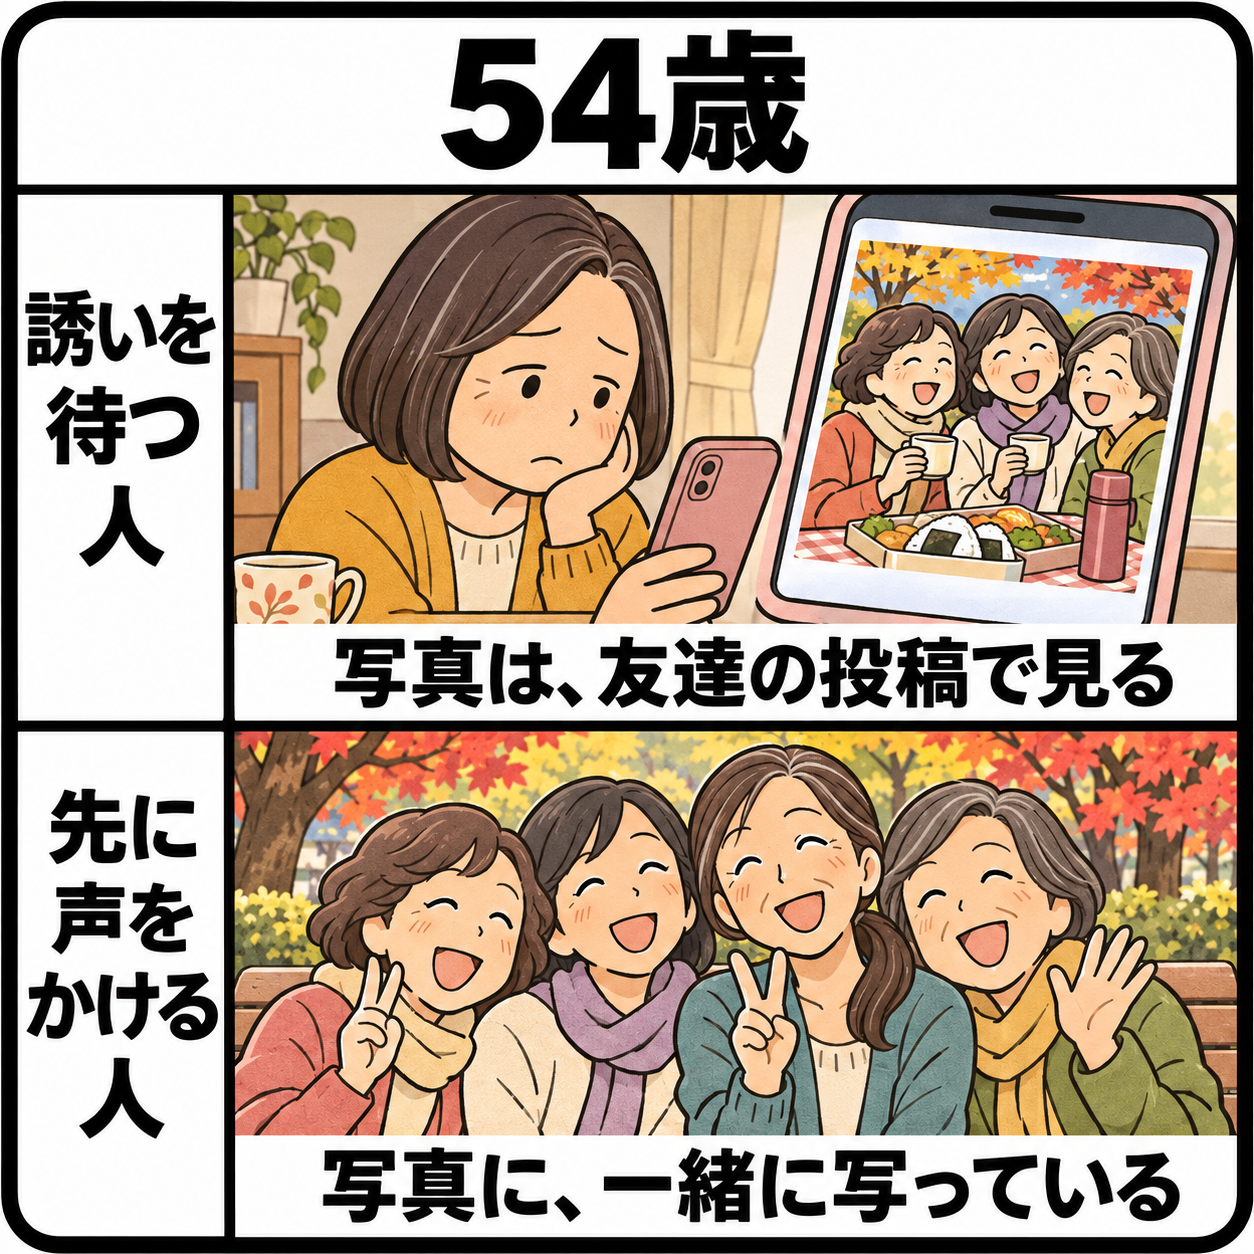 54歳
誘いを
待つ
人
写真は、友達の投稿で見る
先に
声を
かける
人
写真に、一緒に写っている